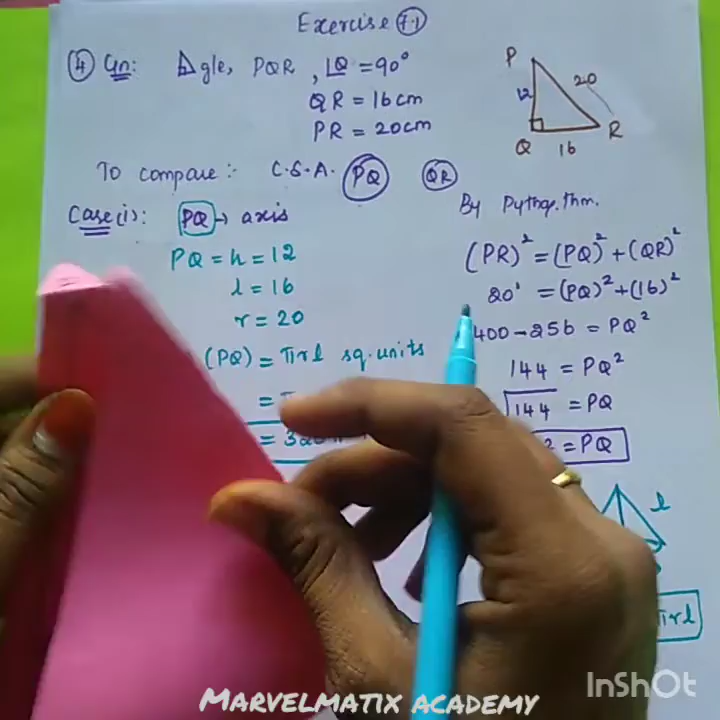 Exercise 7.1
④ Gn: Δgle, PQR, ∠Q = 90°
QR = 16cm
PR = 20cm
P
12
20
Q
16
R
To compare:- C.S.A. PQ QR
Case(i): PQ → axis
PQ = h = 12
l = 16
r = 20
(PQ) = πrl sq.units
= π
= 320
By Pythag.thm.
(PR)² = (PQ)² + (QR)²
= (PQ)² + (16)²
400 - 256 = PQ²
144 = PQ²
√144 = PQ
= PQ
l
πrl
MARVELMATIX ACADEMY
InShOt